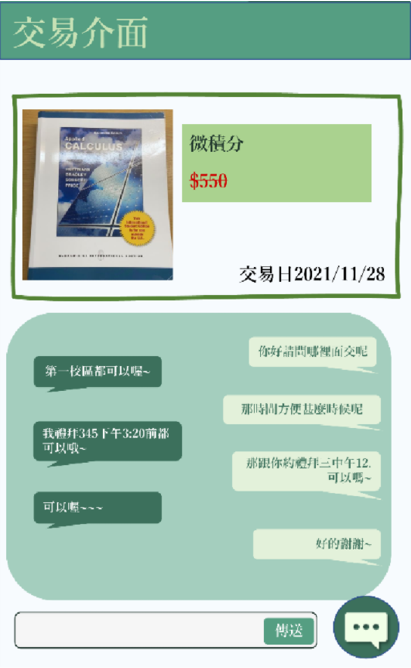 交易介面
CALCULUS
微積分
$550
交易日2021/11/28
你好請問哪裡面交呢
第一校區都可以喔~
那時間方便甚麼時候呢
我禮拜345下午3:20前都
可以哦~
那跟你約禮拜三中午12.
可以嗎~
可以喔~~~
好的謝謝~
傳送